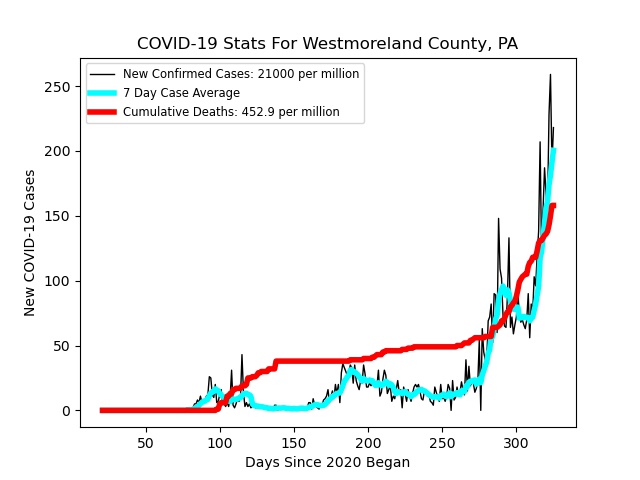 COVID-19 Stats For Westmoreland County, PA
New Confirmed Cases: 21000 per million
7 Day Case Average
Cumulative Deaths: 452.9 per million
New COVID-19 Cases
250
200
150
100
50
0
50 100 150 200 250 300
Days Since 2020 Began